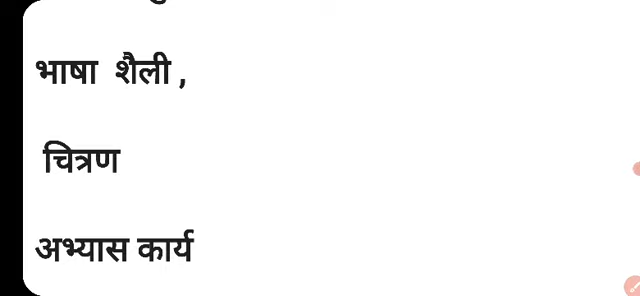 भाषा शैली ,
चित्रण
अभ्यास कार्य